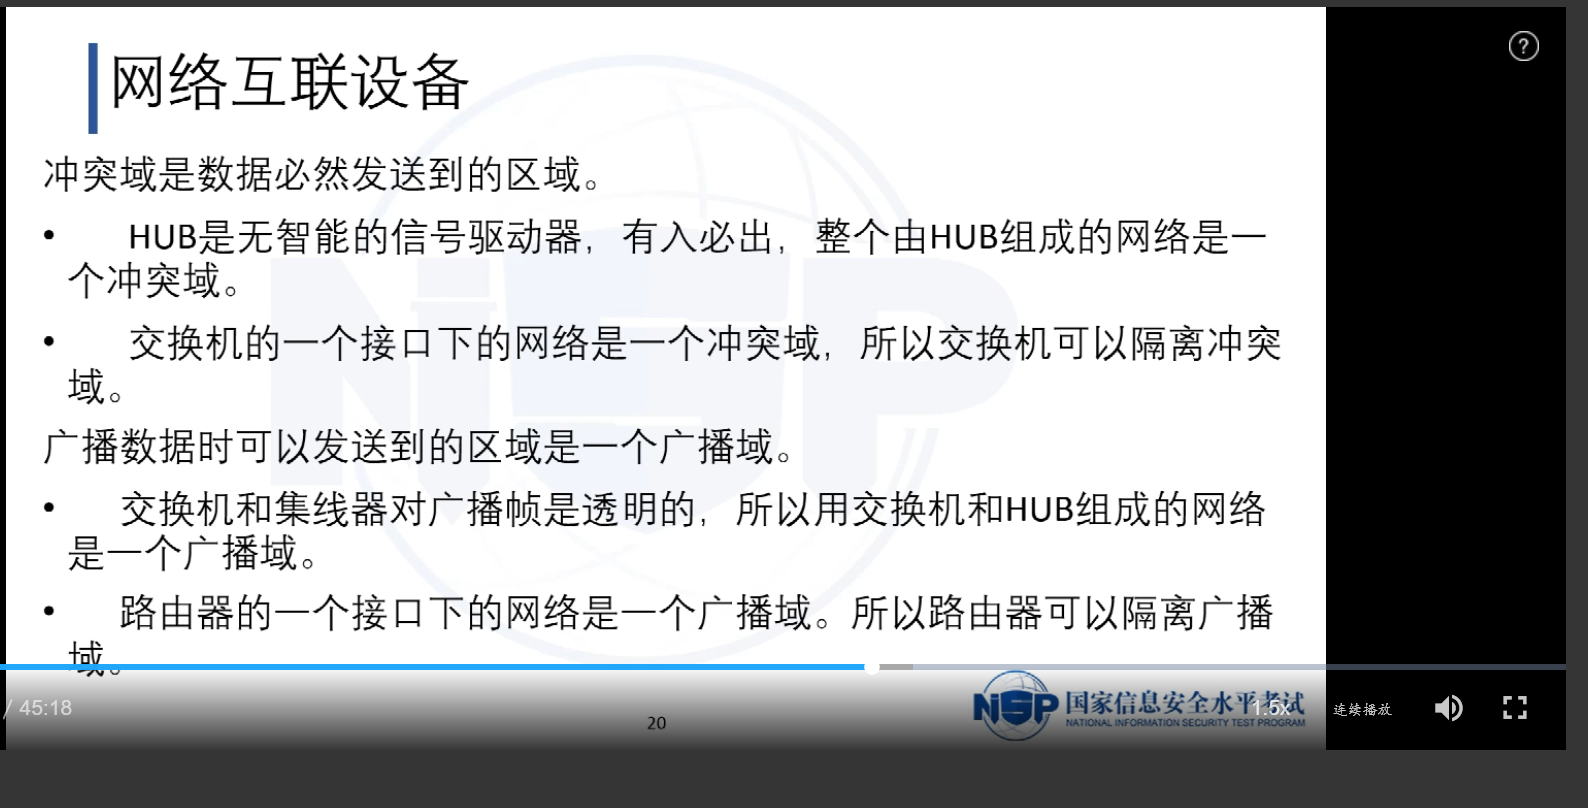 网络互联设备
冲突域是数据必然发送到的区域。
• HUB是无智能的信号驱动器，有入必出，整个由HUB组成的网络是一
个冲突域。
• 交换机的一个接口下的网络是一个冲突域，所以交换机可以隔离冲突
域。
广播数据时可以发送到的区域是一个广播域。
• 交换机和集线器对广播帧是透明的，所以用交换机和HUB组成的网络
是一个广播域。
• 路由器的一个接口下的网络是一个广播域。所以路由器可以隔离广播
域。
/ 45:18
20
NSP
国家信息安全水平考试
NATIONAL INFORMATION SECURITY TEST PROGRAM
1.5x
连续播放
?